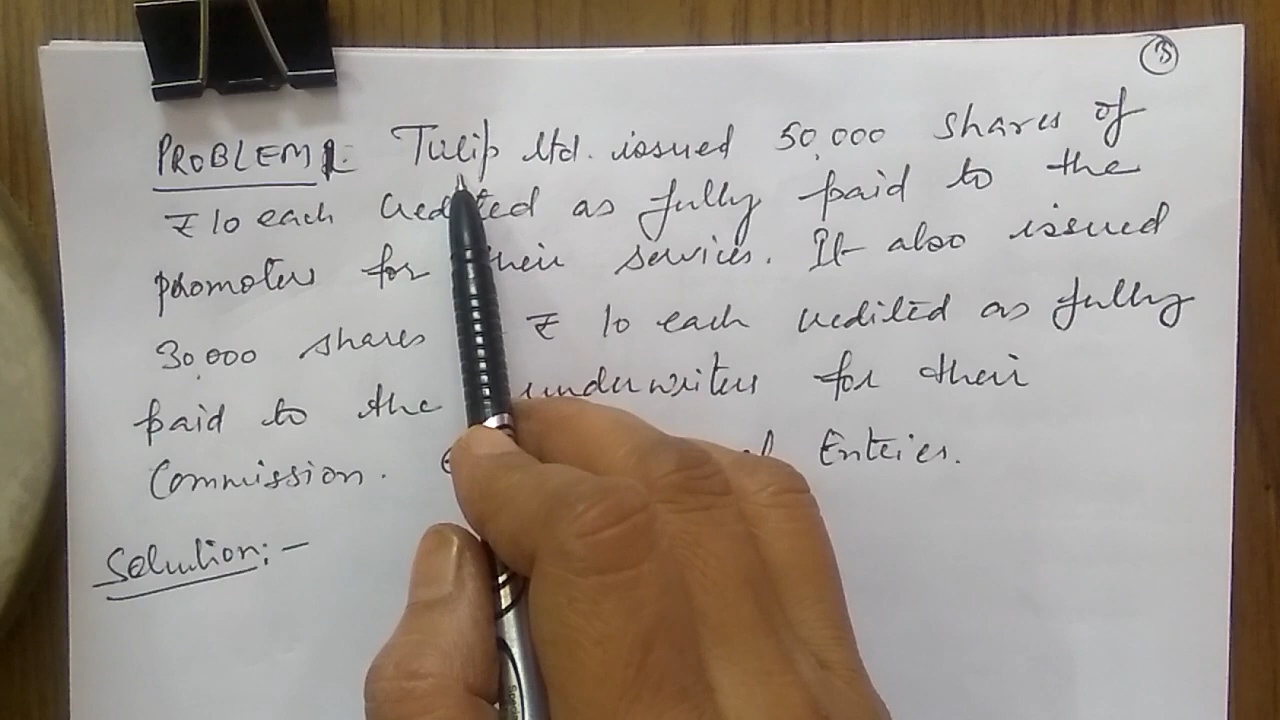 PROBLEM 1. Tulip Ltd. issued 50,000 shares of
₹10 each credited as fully paid to the
promoters for their services. It also issued
30,000 shares ₹ 10 each credited as fully
paid to the underwriters for their
Commission. Entries.
Solution:-